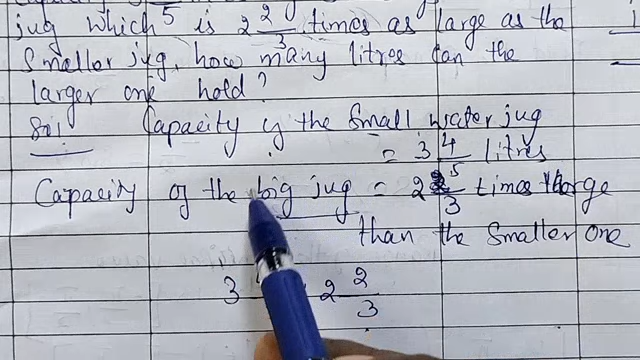 jug which 5 is 2 2/3 times as large as the
smaller jug, how many litres can the
larger one hold?
Sol Capacity of the small water jug
= 3 4/5 litres
Capacity of the big jug = 2 2/3 times large
than the smaller one
3 2 2/3